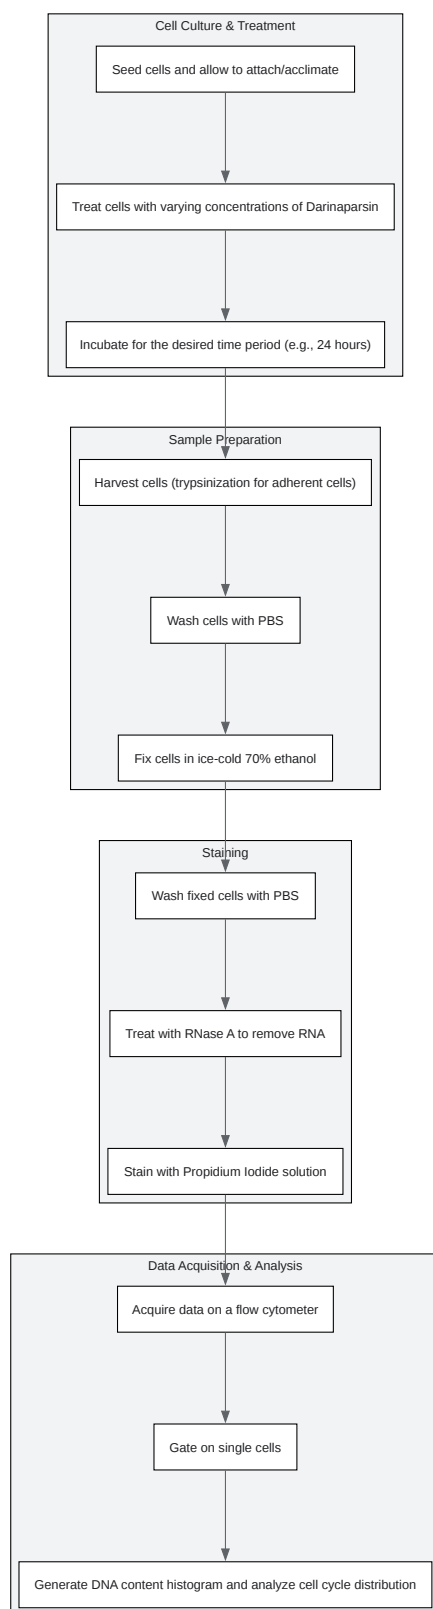 Cell Culture & Treatment
Seed cells and allow to attach/acclimate
Treat cells with varying concentrations of Darinaparsin
Incubate for the desired time period (e.g., 24 hours)
Sample Preparation
Harvest cells (trypsinization for adherent cells)
Wash cells with PBS
Fix cells in ice-cold 70% ethanol
Staining
Wash fixed cells with PBS
Treat with RNase A to remove RNA
Stain with Propidium Iodide solution
Data Acquisition & Analysis
Acquire data on a flow cytometer
Gate on single cells
Generate DNA content histogram and analyze cell cycle distribution